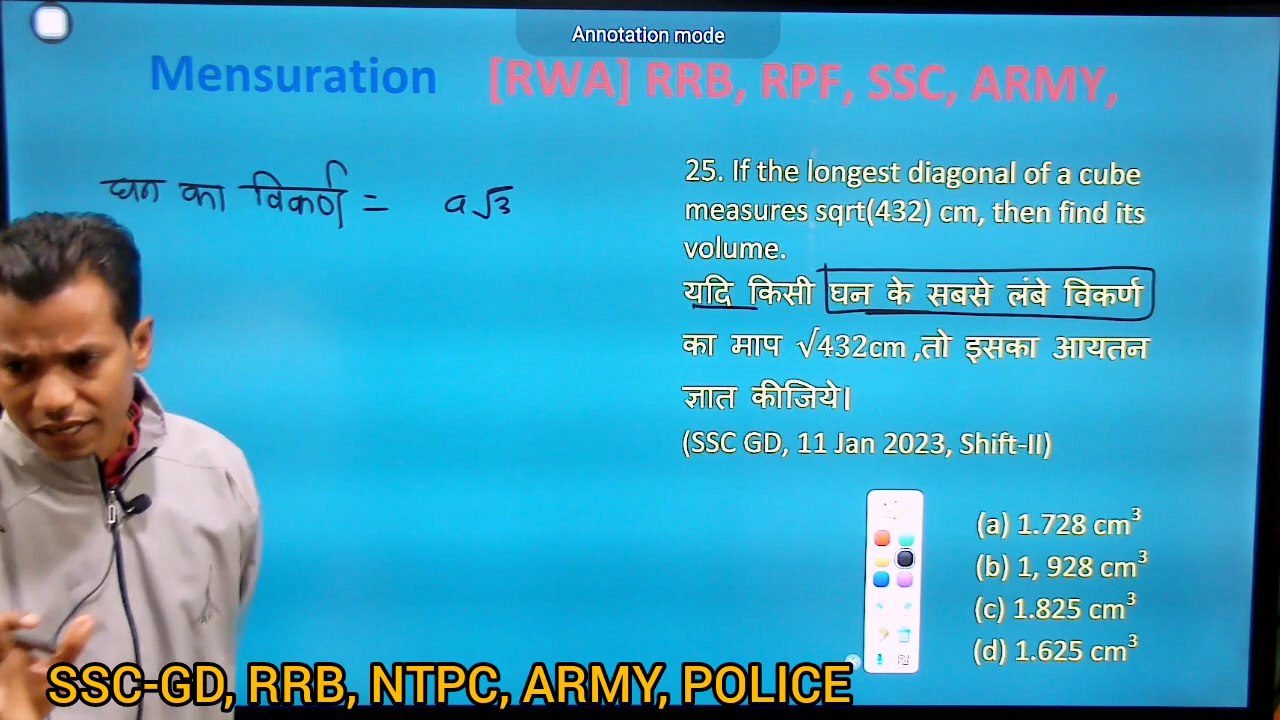 Annotation mode
Mensuration [RWA] RRB, RPF, SSC, ARMY,
घन का विकर्ण = a√3
25. If the longest diagonal of a cube
measures sqrt(432) cm, then find its
volume.
यदि किसी घन के सबसे लंबे विकर्ण
का माप √432cm ,तो इसका आयतन
ज्ञात कीजिये।
(SSC GD, 11 Jan 2023, Shift-II)
(a) 1.728 cm³
(b) 1, 928 cm³
(c) 1.825 cm³
(d) 1.625 cm³
SSC-GD, RRB, NTPC, ARMY, POLICE